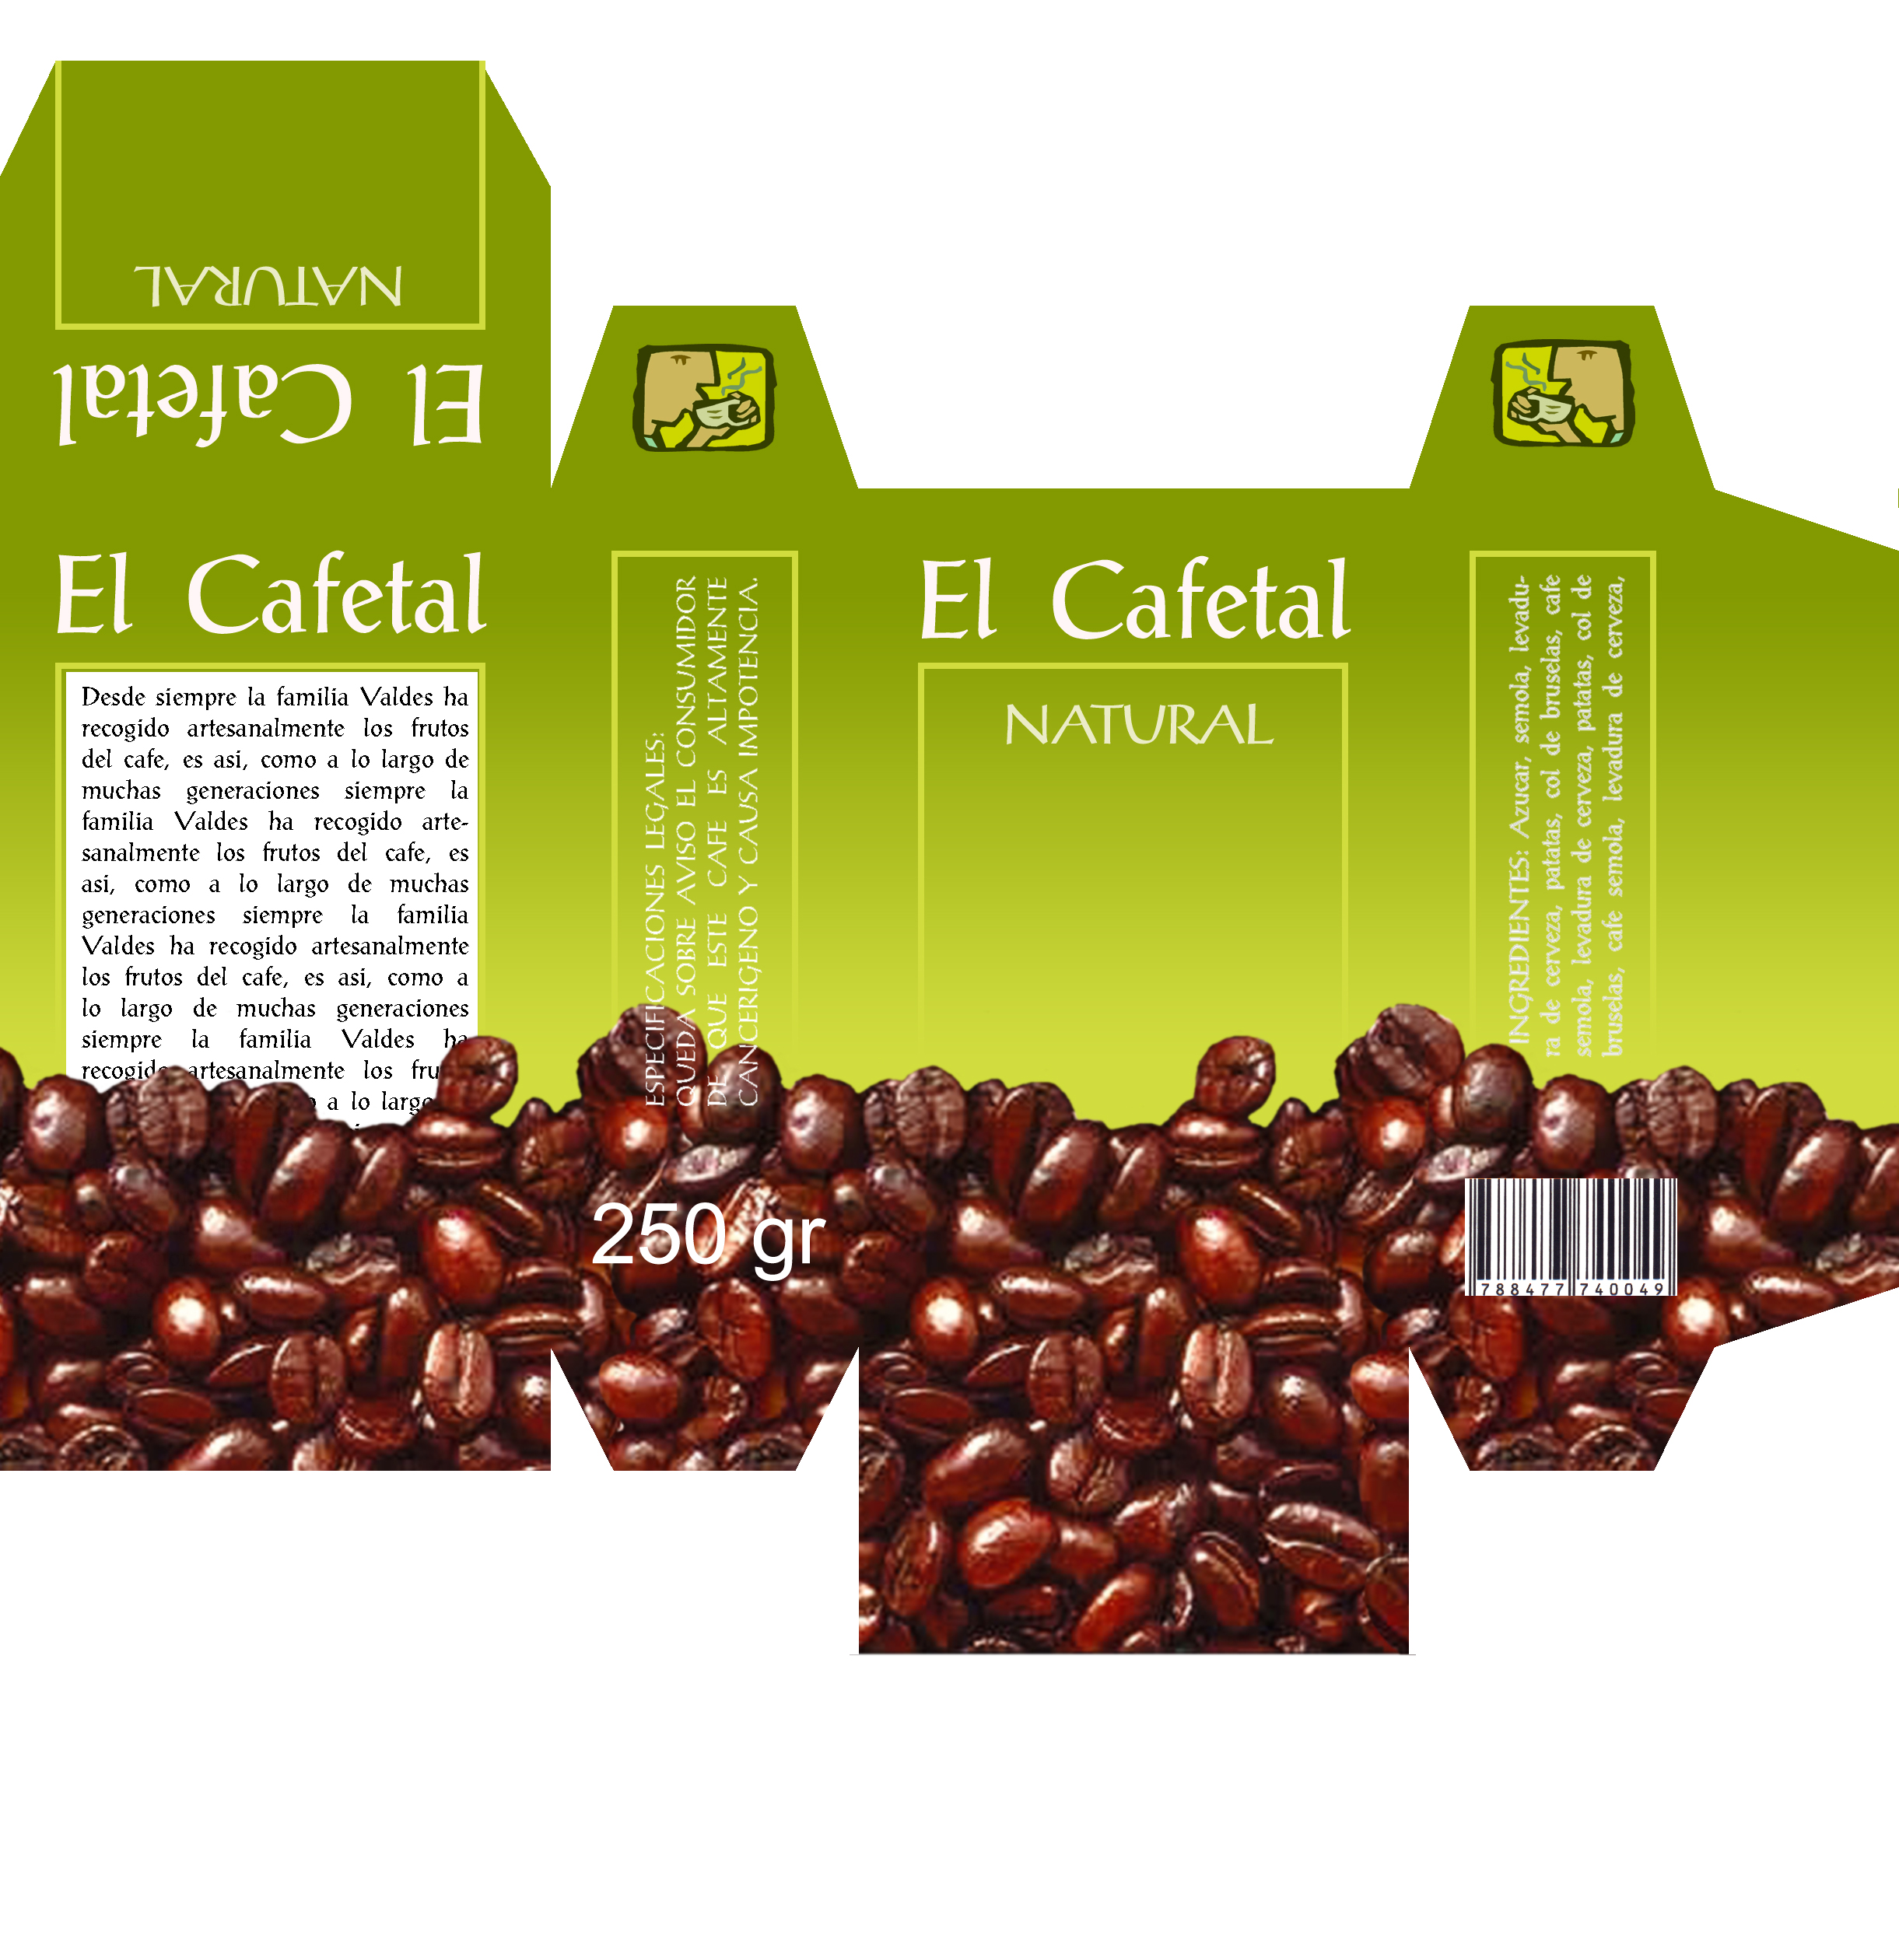 NATURAL
El Cafetal
El Cafetal
Desde siempre la familia Valdes ha
recogido artesanalmente los frutos
del cafe, es asi, como a lo largo de
muchas generaciones siempre la
familia Valdes ha recogido arte-
sanalmente los frutos del cafe, es
asi, como a lo largo de muchas
generaciones siempre la familia
Valdes ha recogido artesanalmente
los frutos del cafe, es asi, como a
lo largo de muchas generaciones
siempre la familia Valdes ha
recogido artesanalmente los
a lo largo
ESPECIFICACIONES LEGALES:
QUEDA SOBRE AVISO EL CONSUMIDOR
DE QUE ESTE CAFE ES ALTAMENTE
CANCERIGENO Y CAUSA IMPOTENCIA.
250 gr
El Cafetal
NATURAL
INGREDIENTES: Azucar, semola, levadu-
ra de cerveza, patatas, col de bruselas, cafe
semola, levadura de cerveza, patatas, col de
bruselas, cafe semola, levadura de cerveza,
788477 740049